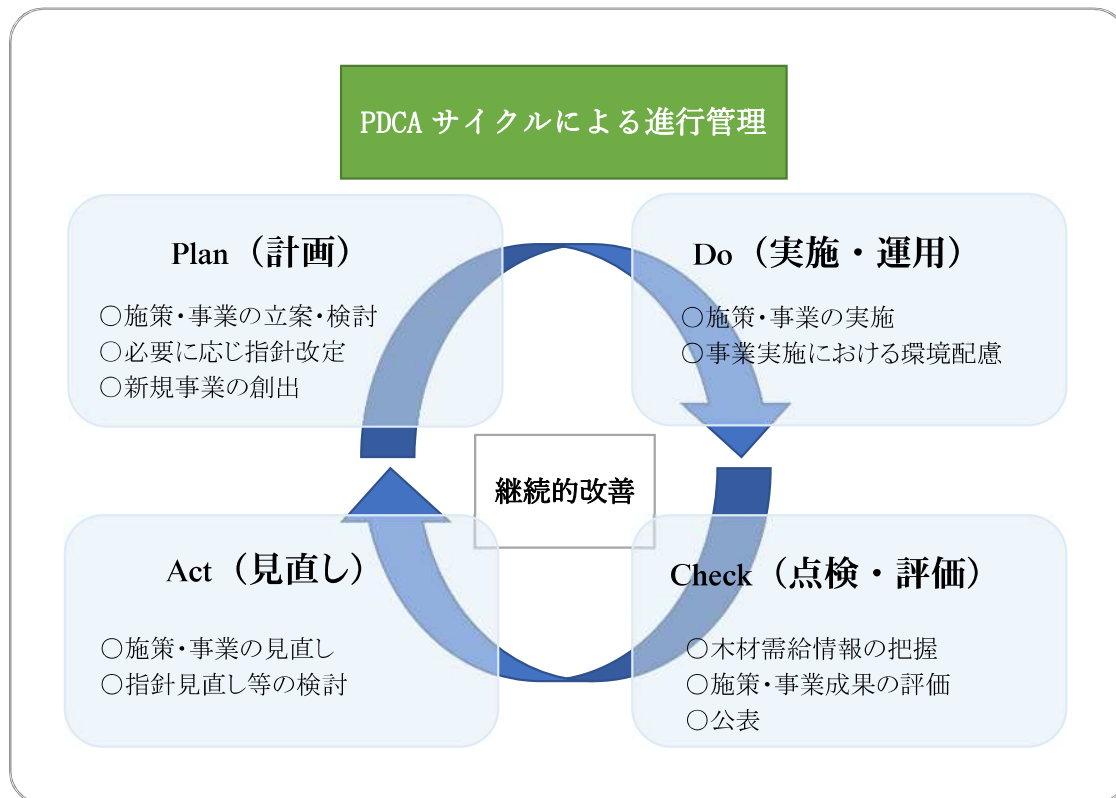 PDCA サイクルによる進行管理
Plan（計画）
○施策・事業の立案・検討
○必要に応じ指針改定
○新規事業の創出
Do（実施・運用）
○施策・事業の実施
○事業実施における環境配慮
継続的改善
Act（見直し）
○施策・事業の見直し
○指針見直し等の検討
Check（点検・評価）
○木材需給情報の把握
○施策・事業成果の評価
○公表